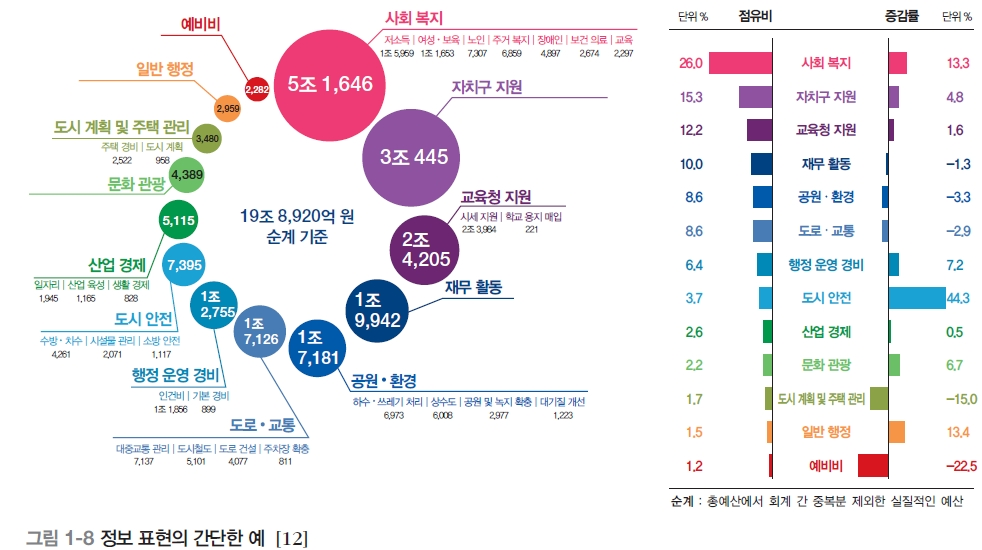 사회 복지
저소득 | 여성·보육 | 노인 | 주거 복지 | 장애인 | 보건 의료 | 교육
1조 5,959 1조 1,653 7,307 6,859 4,897 2,674 2,297
5조 1,646
자치구 지원
3조 445
교육청 지원
시세 지원 | 학교 용지 매입
2조 3,984 221
2조
4,205
재무 활동
1조
9,942
공원·환경
하수·쓰레기 처리 | 상수도 | 공원 및 녹지 확충 | 대기질 개선
6,973 6,008 2,977 1,223
1조
7,181
도로·교통
대중교통 관리 | 도시철도 | 도로 건설 | 주차장 확충
7,137 5,101 4,077 811
1조
7,126
행정 운영 경비
인건비 | 기본 경비
1조 1,856 899
1조
2,755
도시 안전
수방·치수 | 시설물 관리 | 소방 안전
4,261 2,071 1,117
7,395
산업 경제
일자리 | 산업 육성 | 생활 경제
1,945 1,165 828
5,115
문화 관광
4,389
도시 계획 및 주택 관리
주택 경비 | 도시 계획
2,522 958
3,480
일반 행정
2,959
예비비
2,282
19조 8,920억 원
순계 기준
단위 % 점유비 증감률 단위 %
26.0 사회 복지 13.3
15.3 자치구 지원 4.8
12.2 교육청 지원 1.6
10.0 재무 활동 −1.3
8.6 공원·환경 −3.3
8.6 도로·교통 −2.9
6.4 행정 운영 경비 7.2
3.7 도시 안전 44.3
2.6 산업 경제 0.5
2.2 문화 관광 6.7
1.7 도시 계획 및 주택 관리 −15.0
1.5 일반 행정 13.4
1.2 예비비 −22.5
순계 : 총예산에서 회계 간 중복분 제외한 실질적인 예산
그림 1-8 정보 표현의 간단한 예 [12]